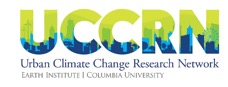 UCCRN
Urban Climate Change Research Network
Earth Institute | Columbia University